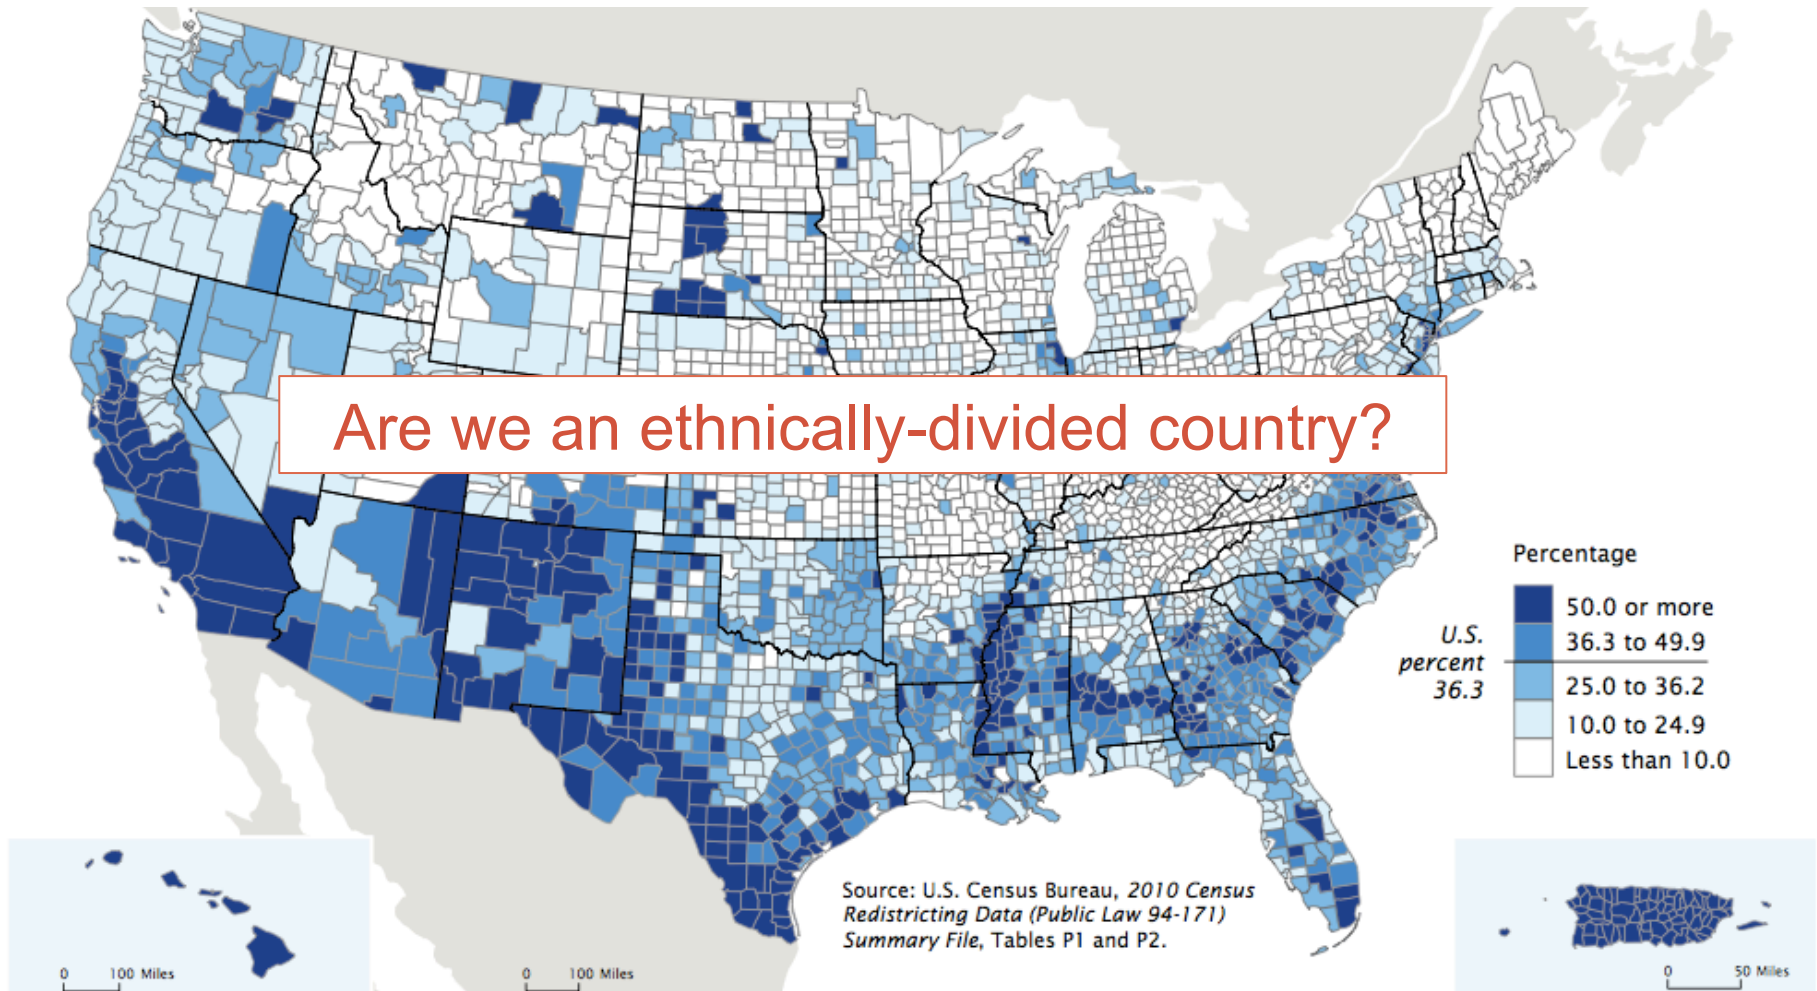 Are we an ethnically-divided country?
Percentage
50.0 or more
36.3 to 49.9
U.S.
percent
36.3
25.0 to 36.2
10.0 to 24.9
Less than 10.0
Source: U.S. Census Bureau, 2010 Census
Redistricting Data (Public Law 94-171)
Summary File, Tables P1 and P2.
0 100 Miles
0 100 Miles
0 50 Miles